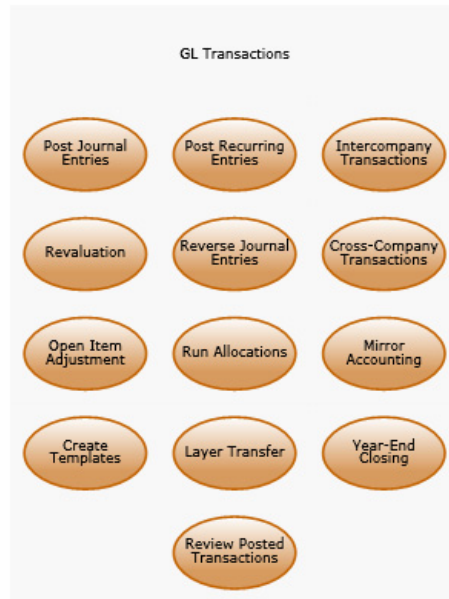 GL Transactions
Post Journal
Entries
Post Recurring
Entries
Intercompany
Transactions
Revaluation
Reverse Journal
Entries
Cross-Company
Transactions
Open Item
Adjustment
Run Allocations
Mirror
Accounting
Create
Templates
Layer Transfer
Year-End
Closing
Review Posted
Transactions